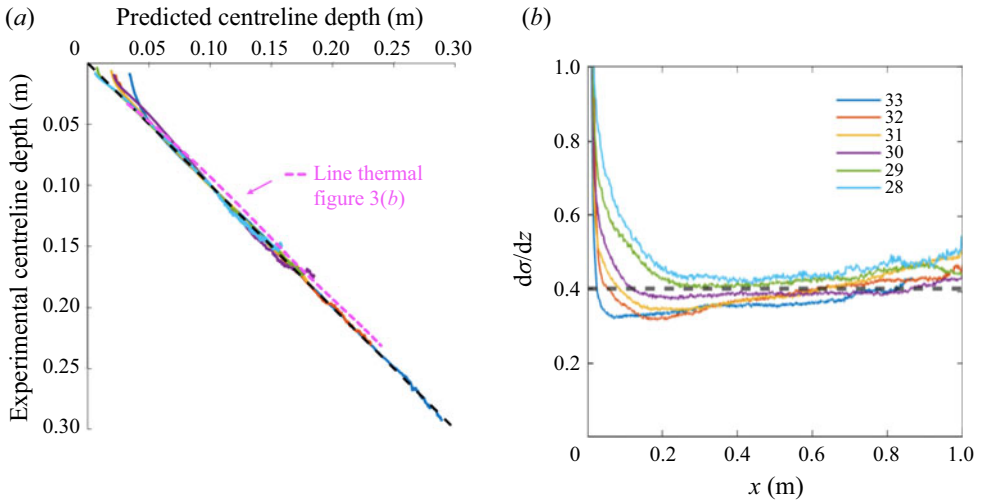 (a)
Predicted centreline depth (m)
0 0.05 0.10 0.15 0.20 0.25 0.30
Experimental centreline depth (m)
0.05
0.10
0.15
0.20
0.25
0.30
Line thermal
figure 3(b)
(b)
1.0
0.8
0.6
0.4
0.2
dσ/dz
33
32
31
30
29
28
0 0.2 0.4 0.6 0.8 1.0
x (m)